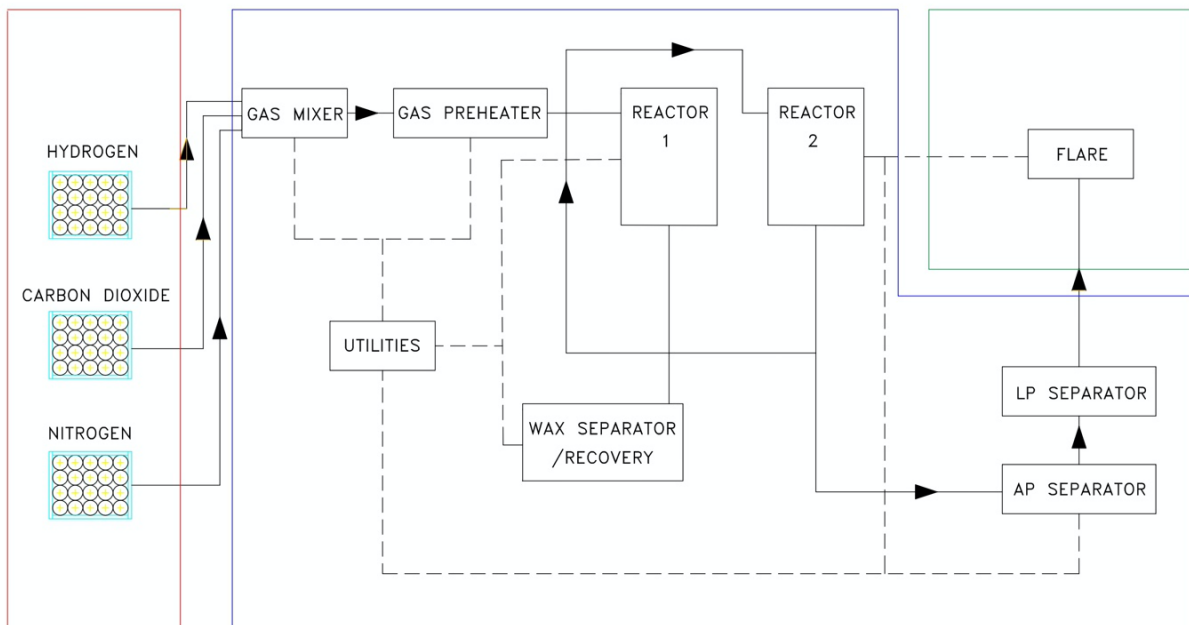 HYDROGEN
CARBON DIOXIDE
NITROGEN
GAS MIXER
GAS PREHEATER
REACTOR
1
REACTOR
2
FLARE
UTILITIES
WAX SEPARATOR
/RECOVERY
LP SEPARATOR
AP SEPARATOR